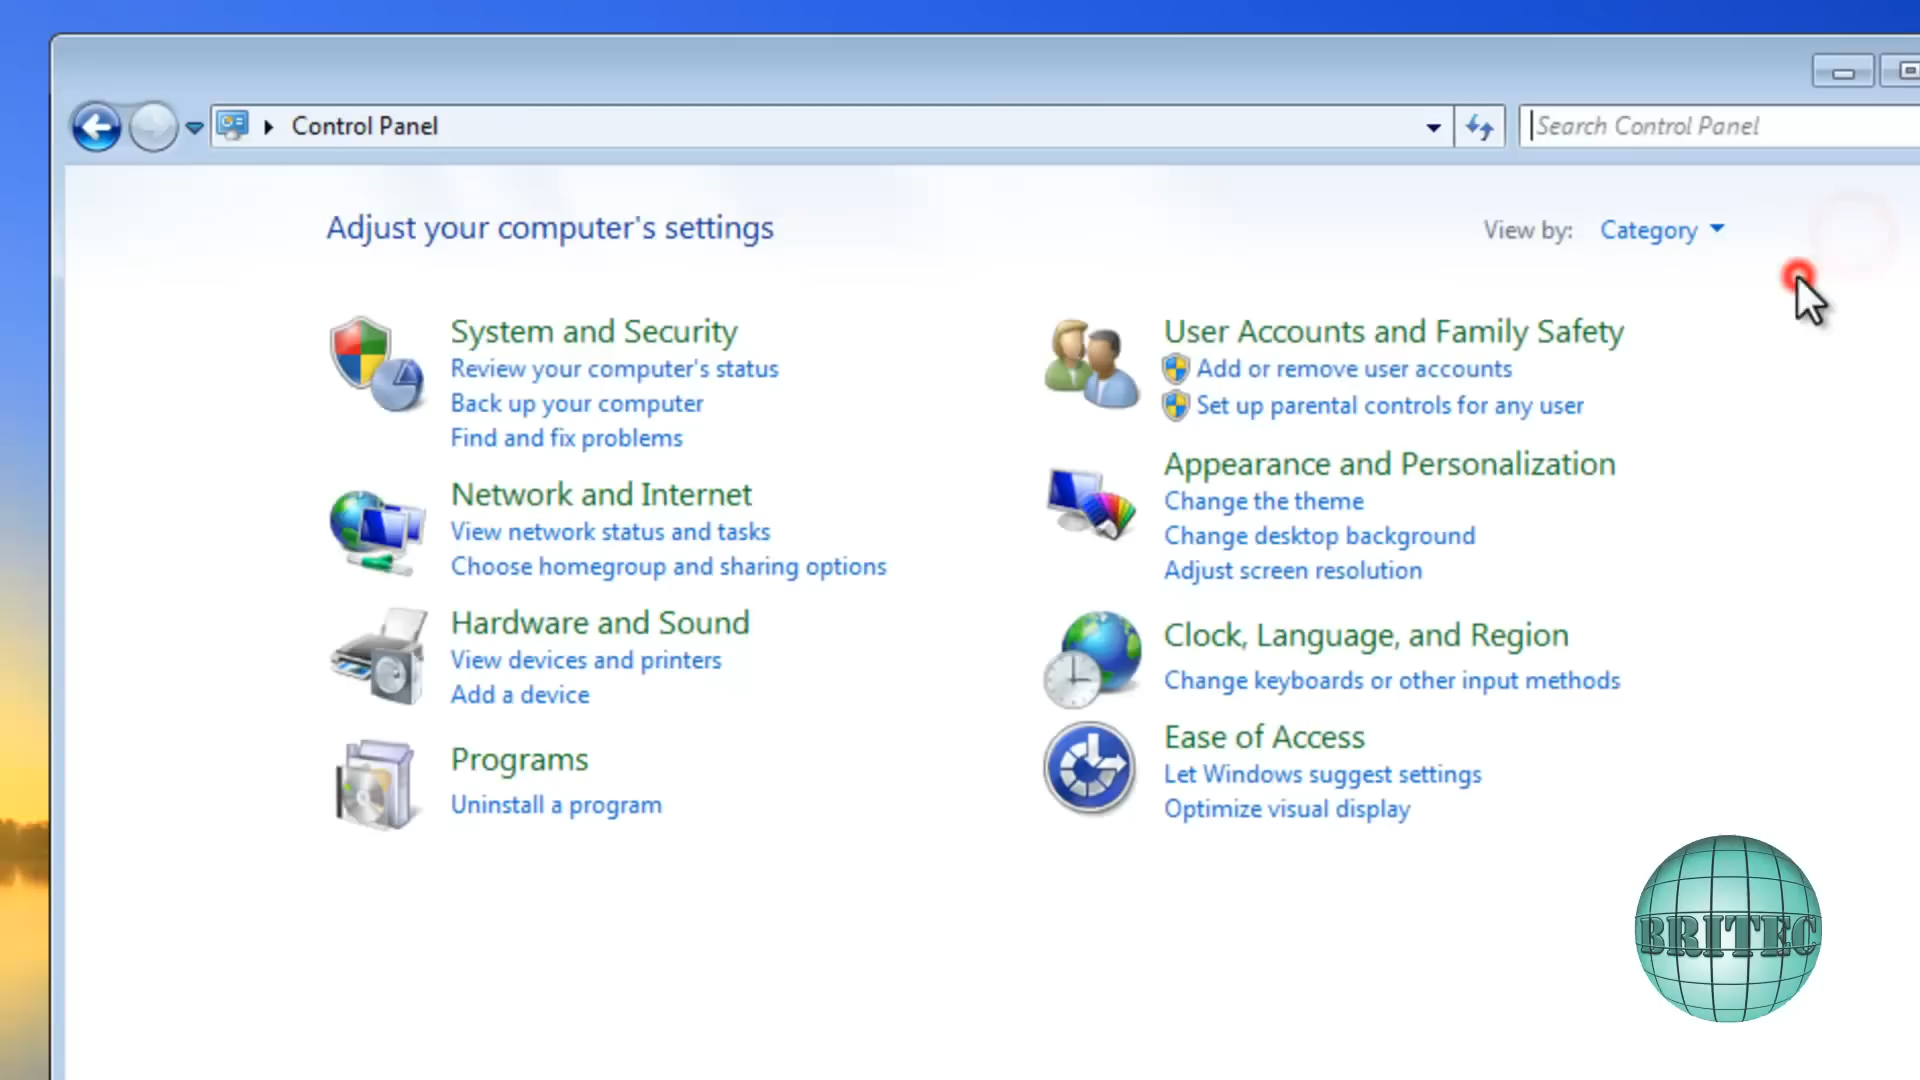 Control Panel
Search Control Panel
Adjust your computer's settings
View by: Category
System and Security
Review your computer's status
Back up your computer
Find and fix problems
Network and Internet
View network status and tasks
Choose homegroup and sharing options
Hardware and Sound
View devices and printers
Add a device
Programs
Uninstall a program
User Accounts and Family Safety
Add or remove user accounts
Set up parental controls for any user
Appearance and Personalization
Change the theme
Change desktop background
Adjust screen resolution
Clock, Language, and Region
Change keyboards or other input methods
Ease of Access
Let Windows suggest settings
Optimize visual display
BRITEC